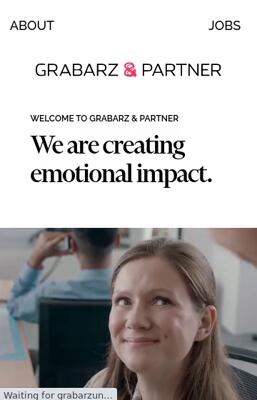 ABOUT JOBS
GRABARZ & PARTNER
WELCOME TO GRABARZ & PARTNER
We are creating
emotional impact.
Waiting for grabarzun...